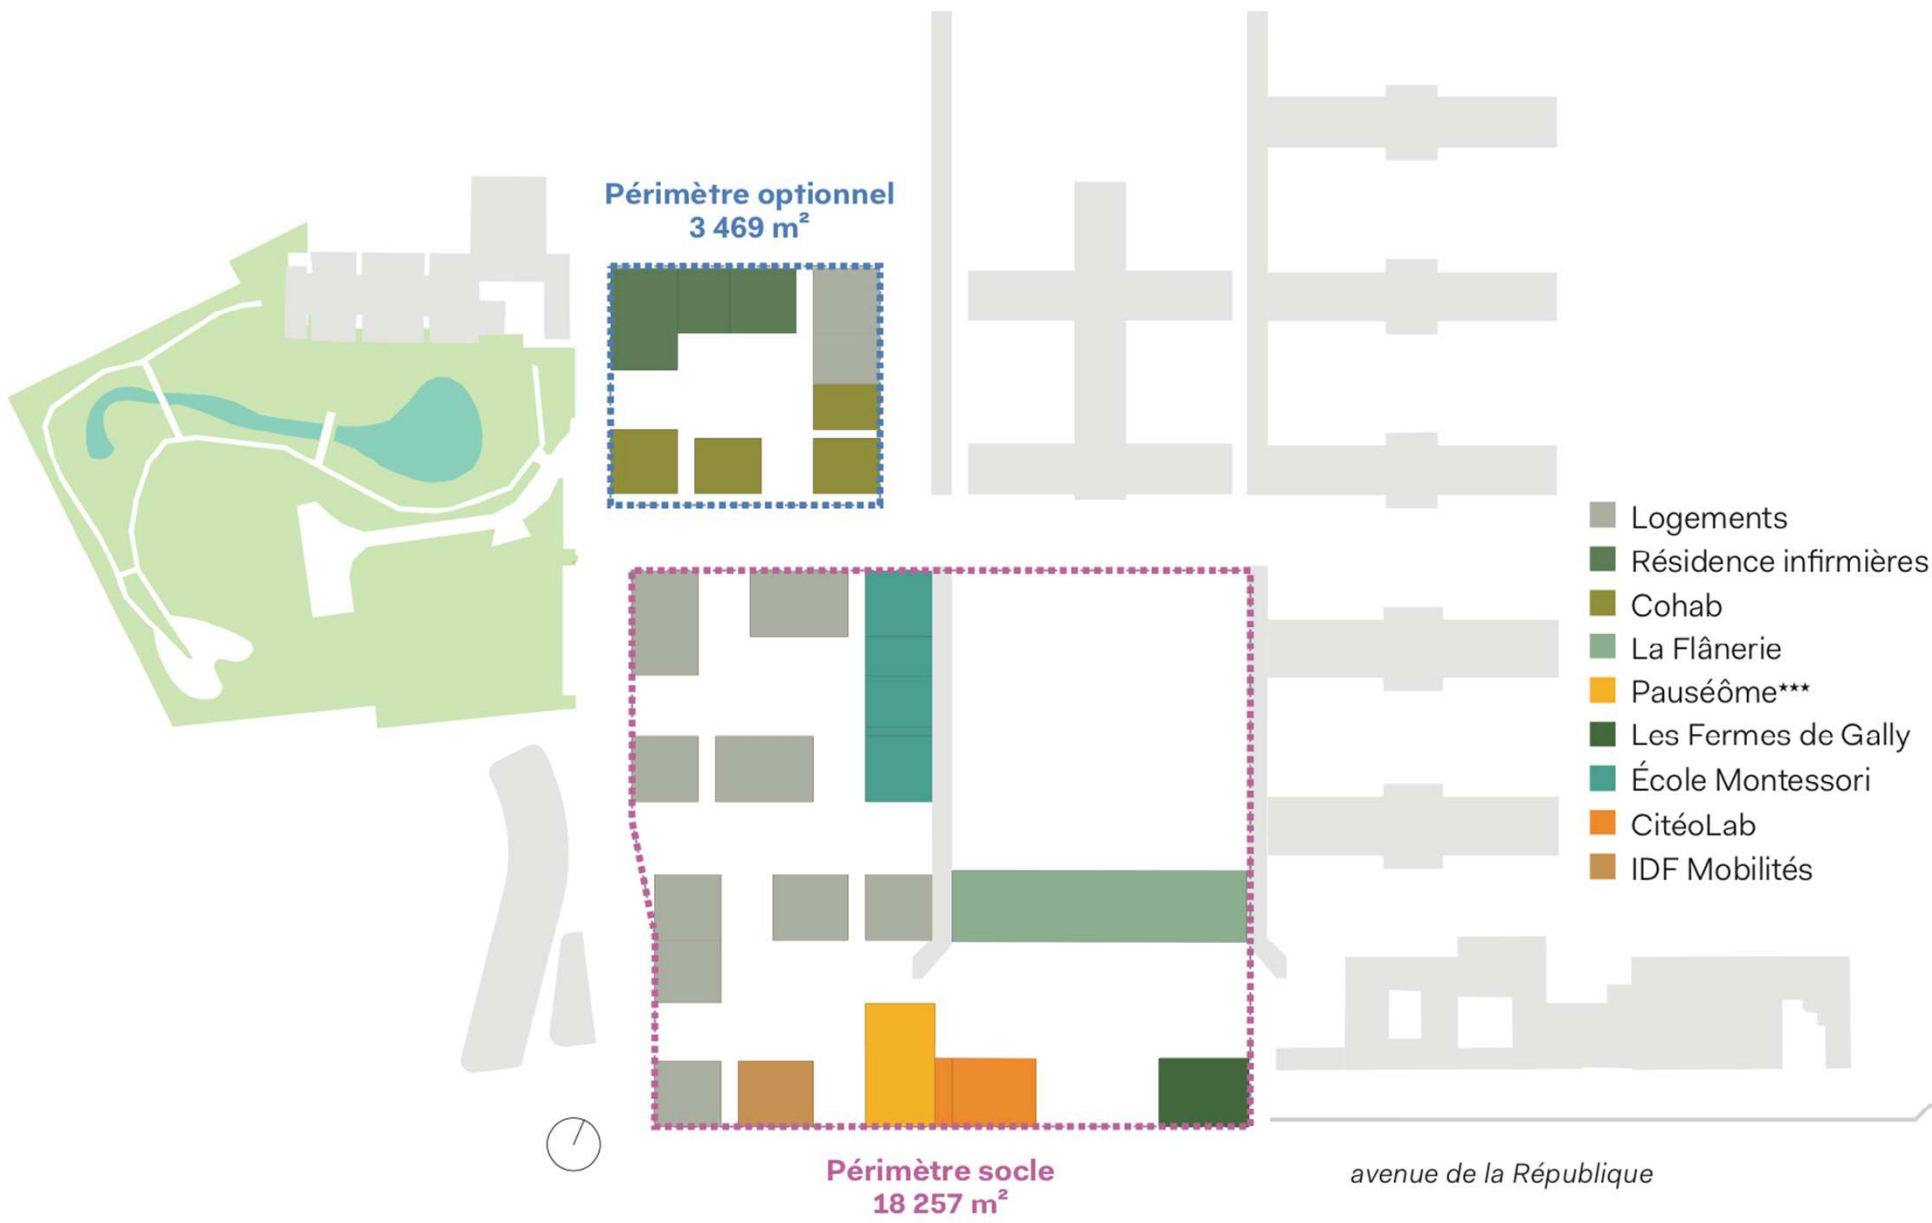 Périmètre optionnel
3 469 m²
Logements
Résidence infirmières
Cohab
La Flânerie
Pauséôme***
Les Fermes de Gally
École Montessori
CitéoLab
IDF Mobilités
Périmètre socle
18 257 m²
avenue de la République